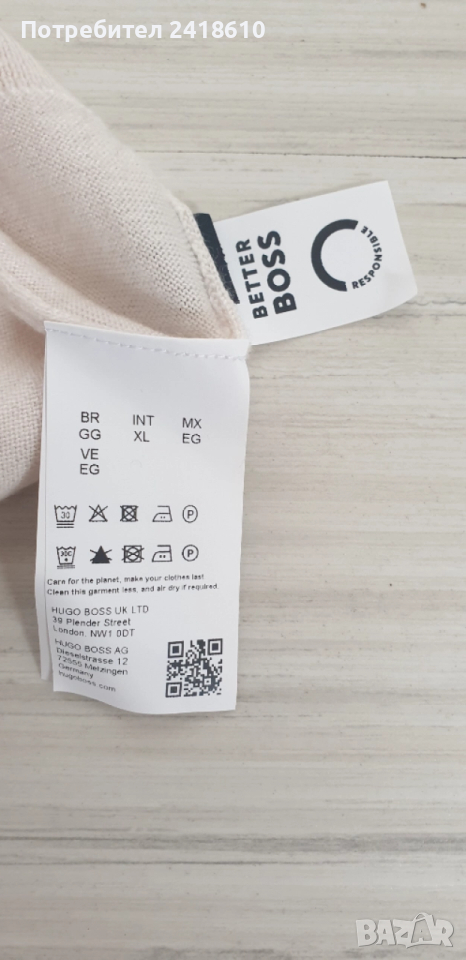 Потребител 2418610
BETTER
BOSS
RESPONSIBLE
BR INT MX
GG XL EG
VE
EG
30
P
30C
P
Care for the planet, make your clothes last
Clean this garment less, and air dry if required.
HUGO BOSS UK LTD
39 Plender Street
London. NW1 0DT
HUGO BOSS AG
Dieselstrasse 12
72555 Metzingen
Germany
hugoboss.com
BAZAR